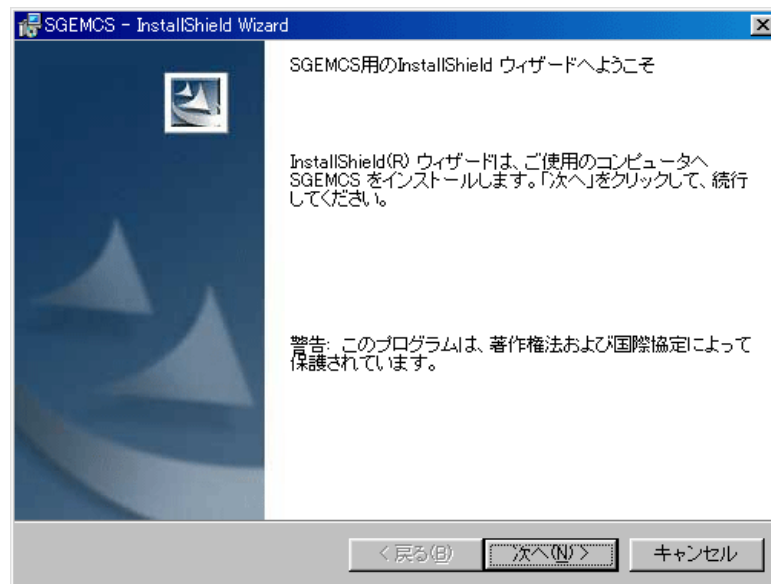 SGEMCS - InstallShield Wizard
SGEMCS用のInstallShield ウィザードへようこそ
InstallShield(R) ウィザードは、ご使用のコンピュータへ
SGEMCS をインストールします。「次へ」をクリックして、続行
してください。
警告: このプログラムは、著作権法および国際協定によって
保護されています。
< 戻る(B) 次へ(N) > キャンセル